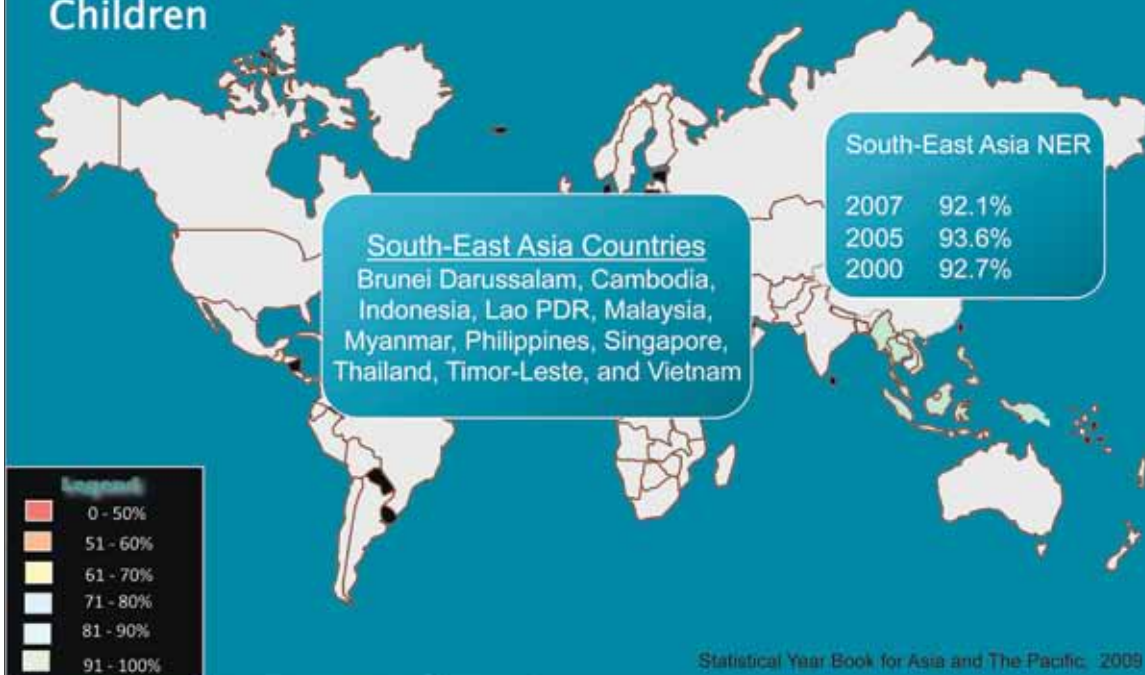 Children
South-East Asia NER
2007 92.1%
2005 93.6%
2000 92.7%
South-East Asia Countries
Brunei Darussalam, Cambodia,
Indonesia, Lao PDR, Malaysia,
Myanmar, Philippines, Singapore,
Thailand, Timor-Leste, and Vietnam
Legend
0 - 50%
51 - 60%
61 - 70%
71 - 80%
81 - 90%
91 - 100%
Statistical Year Book for Asia and The Pacific, 2009